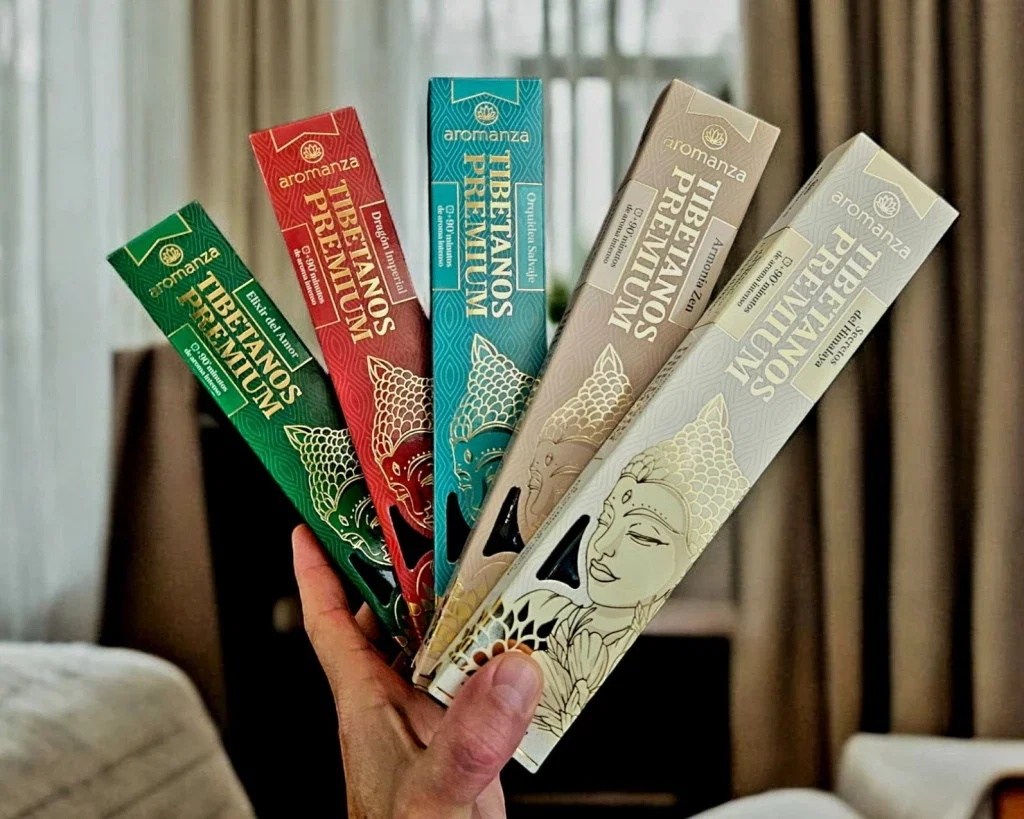 aromanza
TIBETANOS
PREMIUM
Elixir del Amor
+90' minutos
de aroma intenso
aromanza
TIBETANOS
PREMIUM
Dragón Imperial
+90' minutos
de aroma intenso
aromanza
TIBETANOS
PREMIUM
Orquídea Salvaje
+90' minutos
de aroma intenso
aromanza
TIBETANOS
PREMIUM
Armonía Zen
+90' minutos
de aroma intenso
aromanza
TIBETANOS
PREMIUM
Secretos
del Himalaya
+90' minutos
de aroma intenso